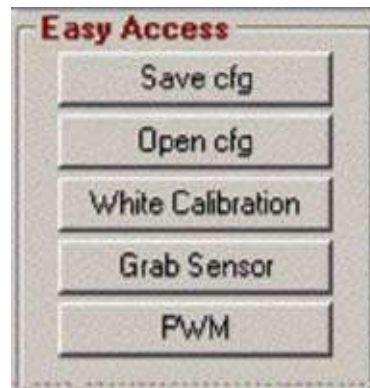 Easy Access
Save cfg
Open cfg
White Calibration
Grab Sensor
PWM